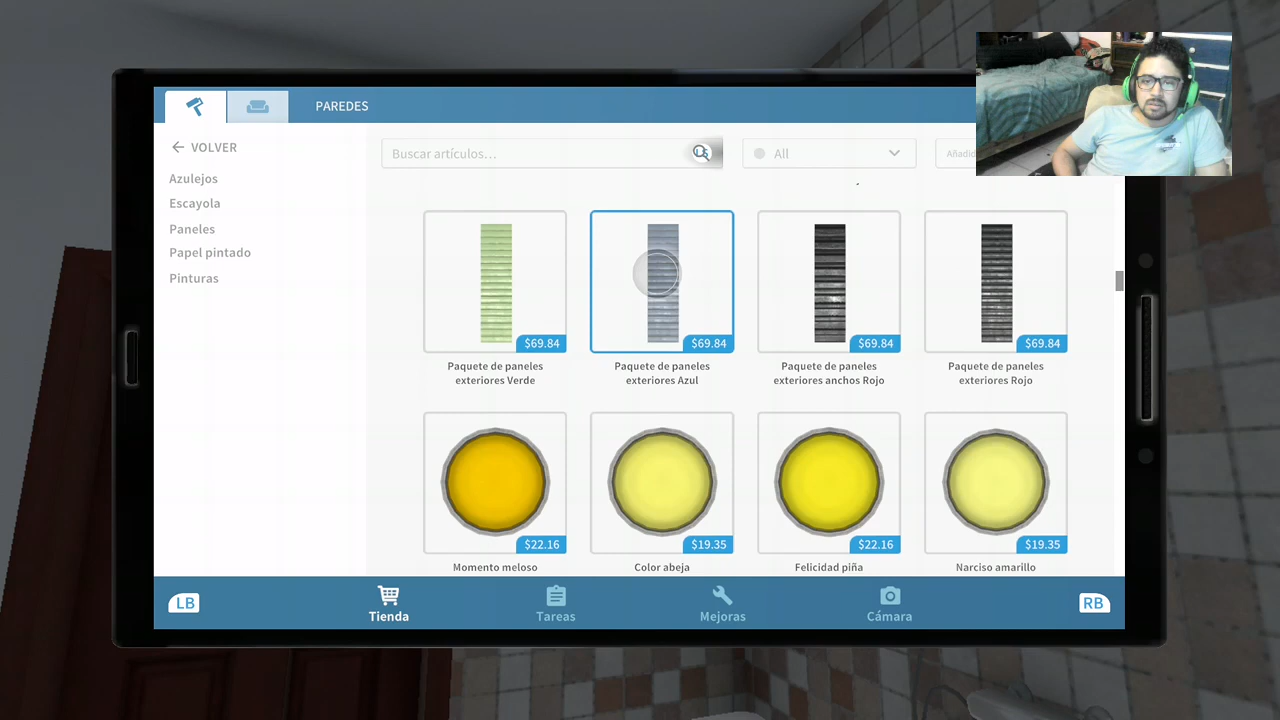 PAREDES
VOLVER
Buscar artículos...
All
Azulejos
Escayola
Paneles
Papel pintado
Pinturas
$69.84
$69.84
$69.84
$69.84
Paquete de paneles exteriores Verde
Paquete de paneles exteriores Azul
Paquete de paneles exteriores anchos Rojo
Paquete de paneles exteriores Rojo
$22.16
$19.35
$22.16
$19.35
Momento meloso
Color abeja
Felicidad piña
Narciso amarillo
LB
Tienda
Tareas
Mejoras
Cámara
RB